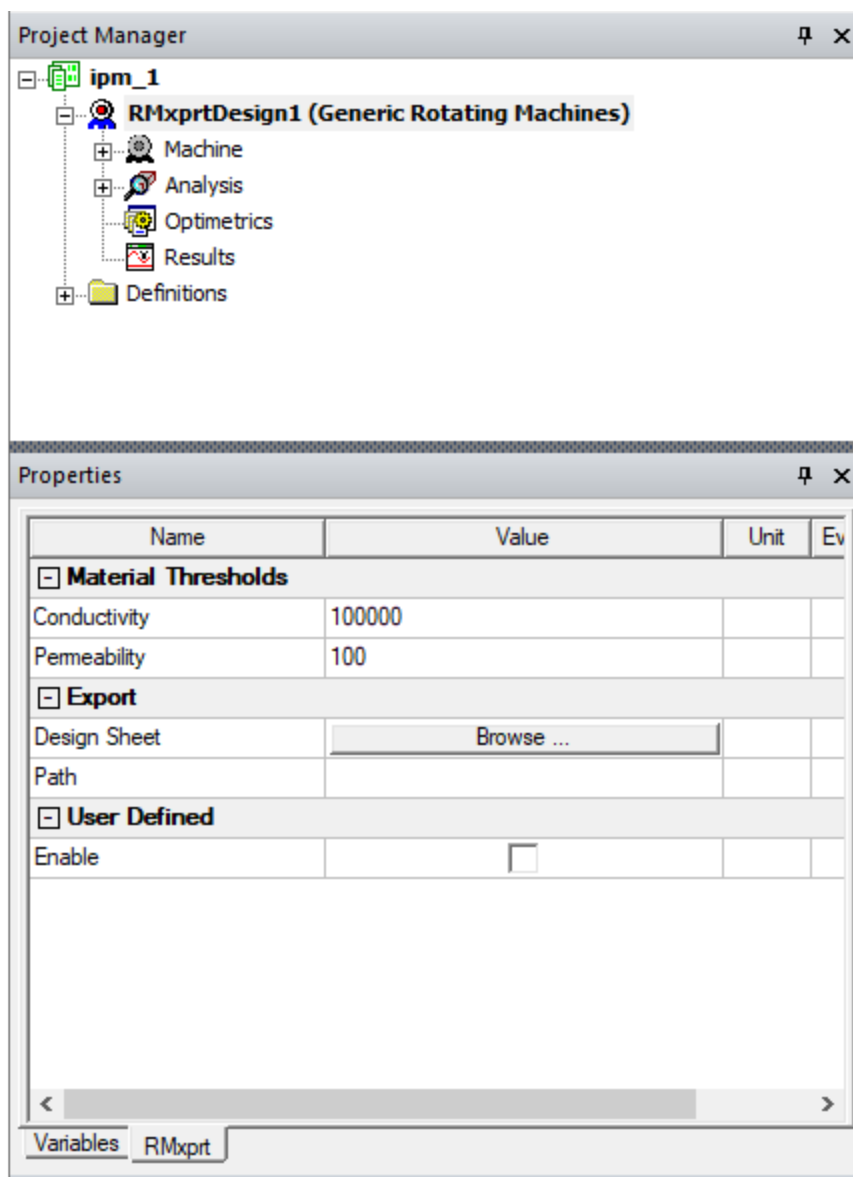 Project Manager
ipm_1
RMxprtDesign1 (Generic Rotating Machines)
Machine
Analysis
Optimetrics
Results
Definitions
Properties
Name Value Unit Ev
Material Thresholds
Conductivity 100000
Permeability 100
Export
Design Sheet Browse ...
Path
User Defined
Enable
Variables RMxprt